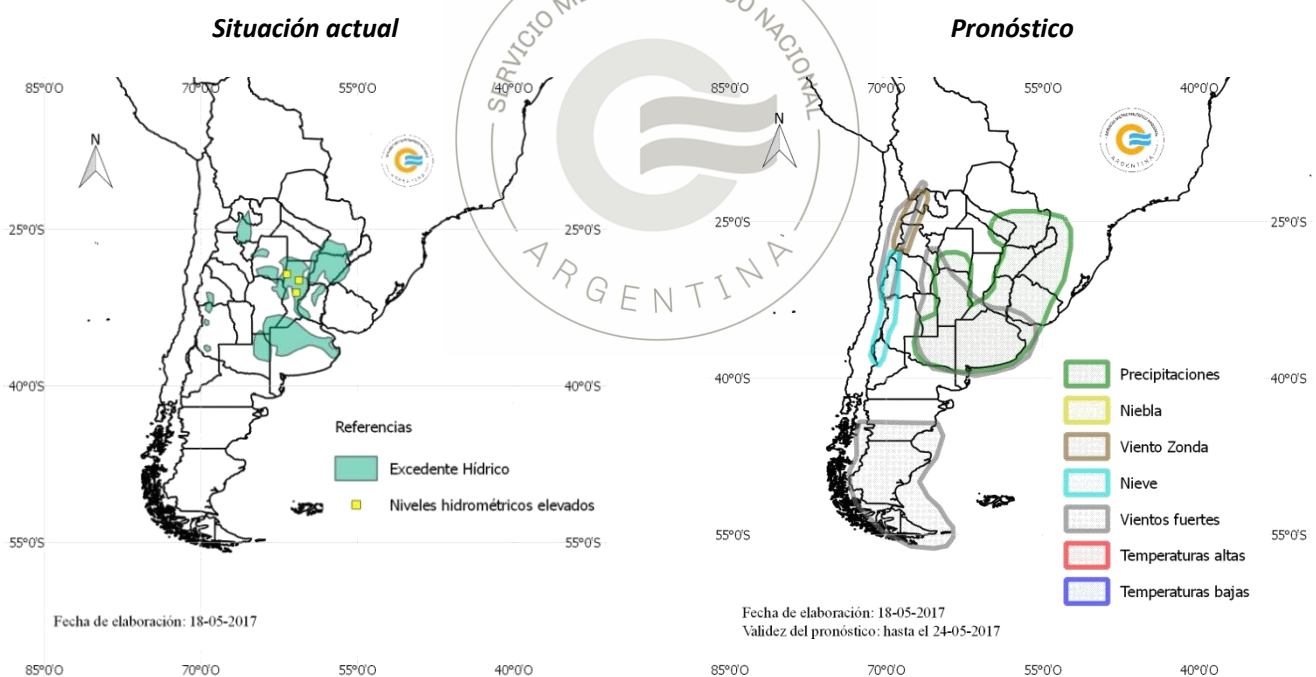 Situación actual
Pronóstico
SERVICIO NACIONAL
ARGENTINA
85°0'O 70°0'O 55°0'O 40°0'O
N
25°0'S 25°0'S
40°0'S 40°0'S
Referencias
Excedente Hídrico
Niveles hidrométricos elevados
55°0'S 55°0'S
Fecha de elaboración: 18-05-2017
85°0'O 70°0'O 55°0'O 40°0'O
85°0'O 70°0'O 55°0'O 40°0'O
N
ARGENTINA
25°0'S 25°0'S
40°0'S 40°0'S
Precipitaciones
Niebla
Viento Zonda
Nieve
Vientos fuertes
Temperaturas altas
Temperaturas bajas
55°0'S 55°0'S
Fecha de elaboración: 18-05-2017
Validez del pronóstico: hasta el 24-05-2017
85°0'O 70°0'O 55°0'O 40°0'O